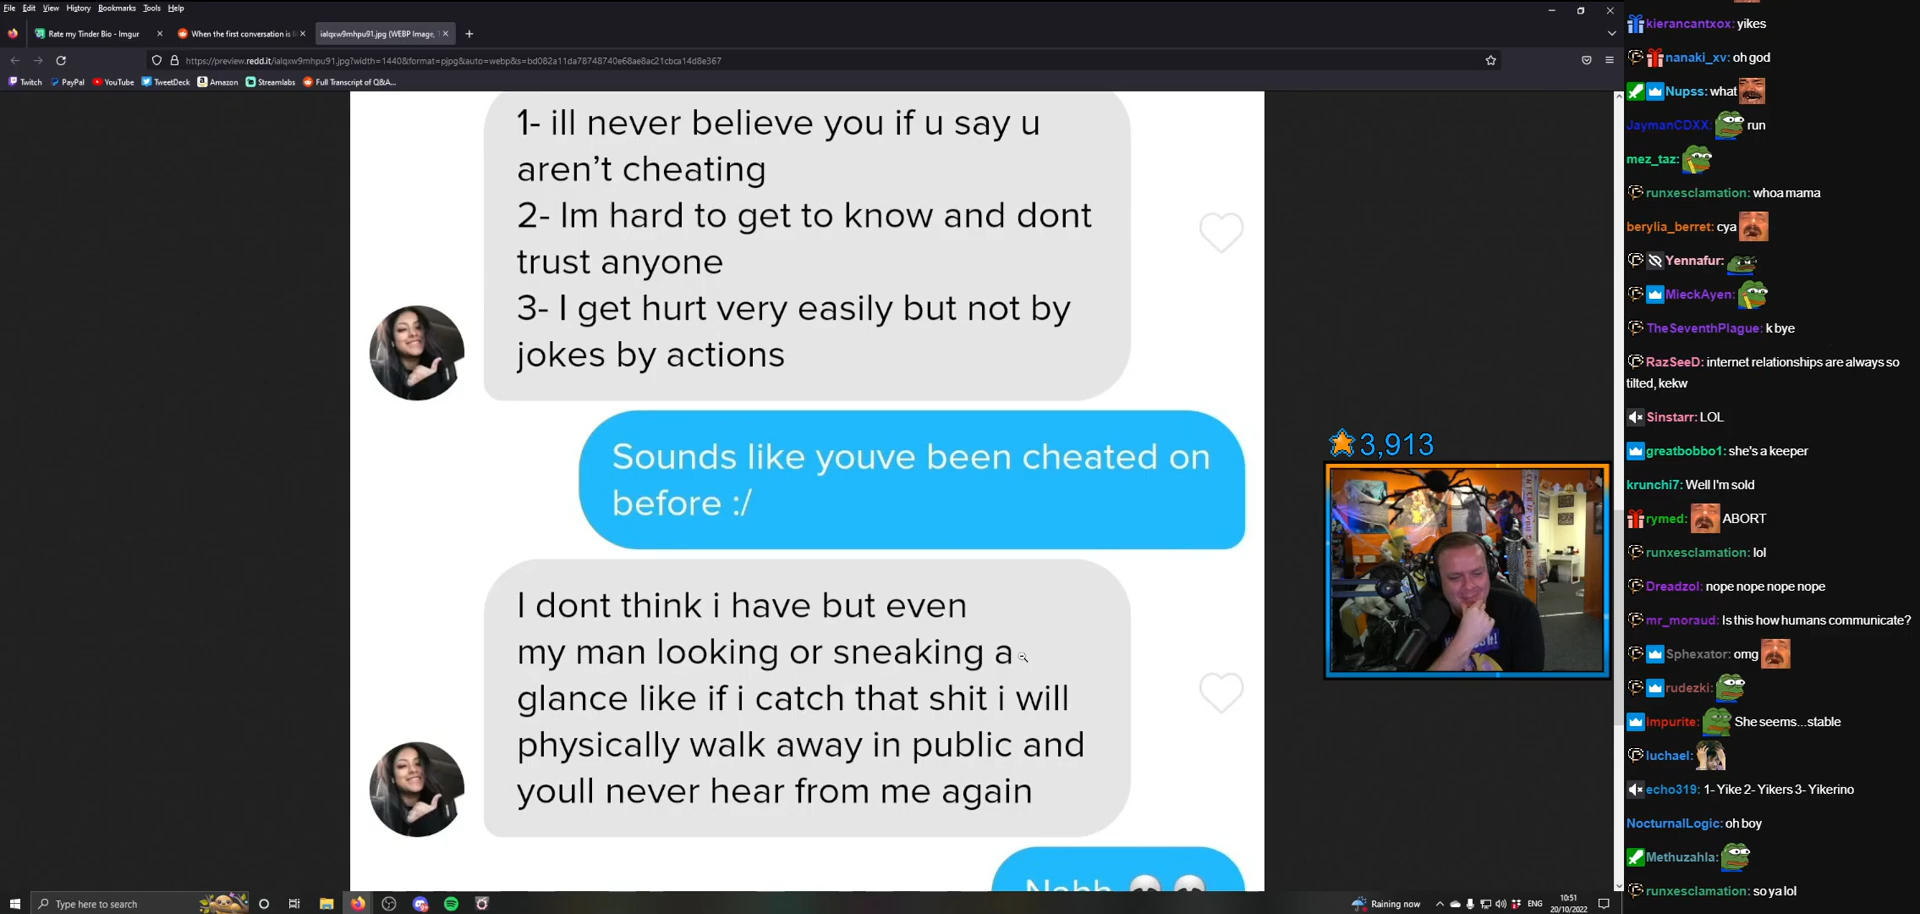 File Edit View History Bookmarks Tools Help
Rate my Tinder Bio - Imgur
When the first conversation is
ialqxw9mhpu91.jpg (WEBP Image,
https://preview.redd.it/ialqxw9mhpu91.jpg?width=1440&format=pjpg&auto=webp&s=bd082a11da78748740e68ae8ac21cbca14d8e367
Twitch PayPal YouTube TweetDeck Amazon Streamlabs Full Transcript of Q&A...
1- ill never believe you if u say u
aren't cheating
2- Im hard to get to know and dont
trust anyone
3- I get hurt very easily but not by
jokes by actions
Sounds like youve been cheated on
before :/
I dont think i have but even
my man looking or sneaking a
glance like if i catch that shit i will
physically walk away in public and
youll never hear from me again
Nahh
3,913
kierancantxox: yikes
nanaki_xv: oh god
Nupss: what
JaymanCDXX: run
mez_taz:
runxesclamation: whoa mama
berylia_berret: cya
Yennafur:
MieckAyen:
TheSeventhPlague: k bye
RazSeeD: internet relationships are always so
tilted, kekw
Sinstarr: LOL
greatbobbo1: she's a keeper
krunchi7: Well I'm sold
rymed: ABORT
runxesclamation: lol
Dreadzol: nope nope nope nope
mr_moraud: Is this how humans communicate?
Sphexator: omg
rudezki:
Impurite: She seems...stable
luchael:
echo319: 1- Yike 2- Yikers 3- Yikerino
NocturnalLogic: oh boy
Methuzahla:
runxesclamation: so ya lol
Type here to search
Raining now
ENG
10:51
20/10/2022